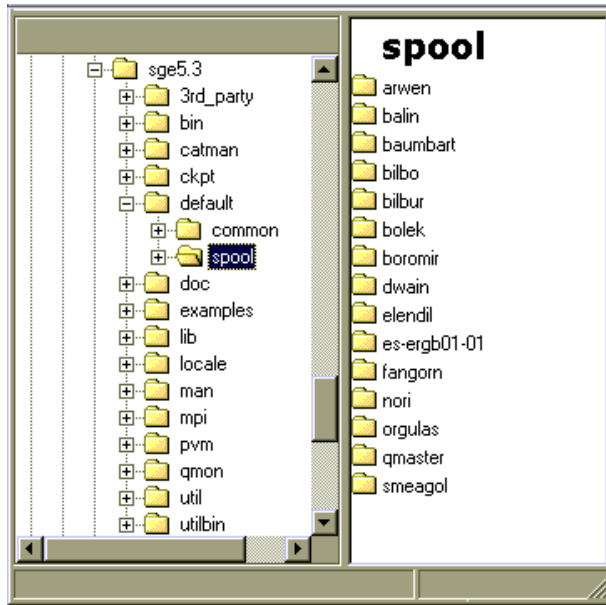 sge5.3
3rd_party
bin
catman
ckpt
default
common
spool
doc
examples
lib
locale
man
mpi
pvm
qmon
util
utilbin
spool
arwen
balin
baumbart
bilbo
bilbur
bolek
boromir
dwain
elendil
es-ergb01-01
fangorn
nori
orgulas
qmaster
smeagol